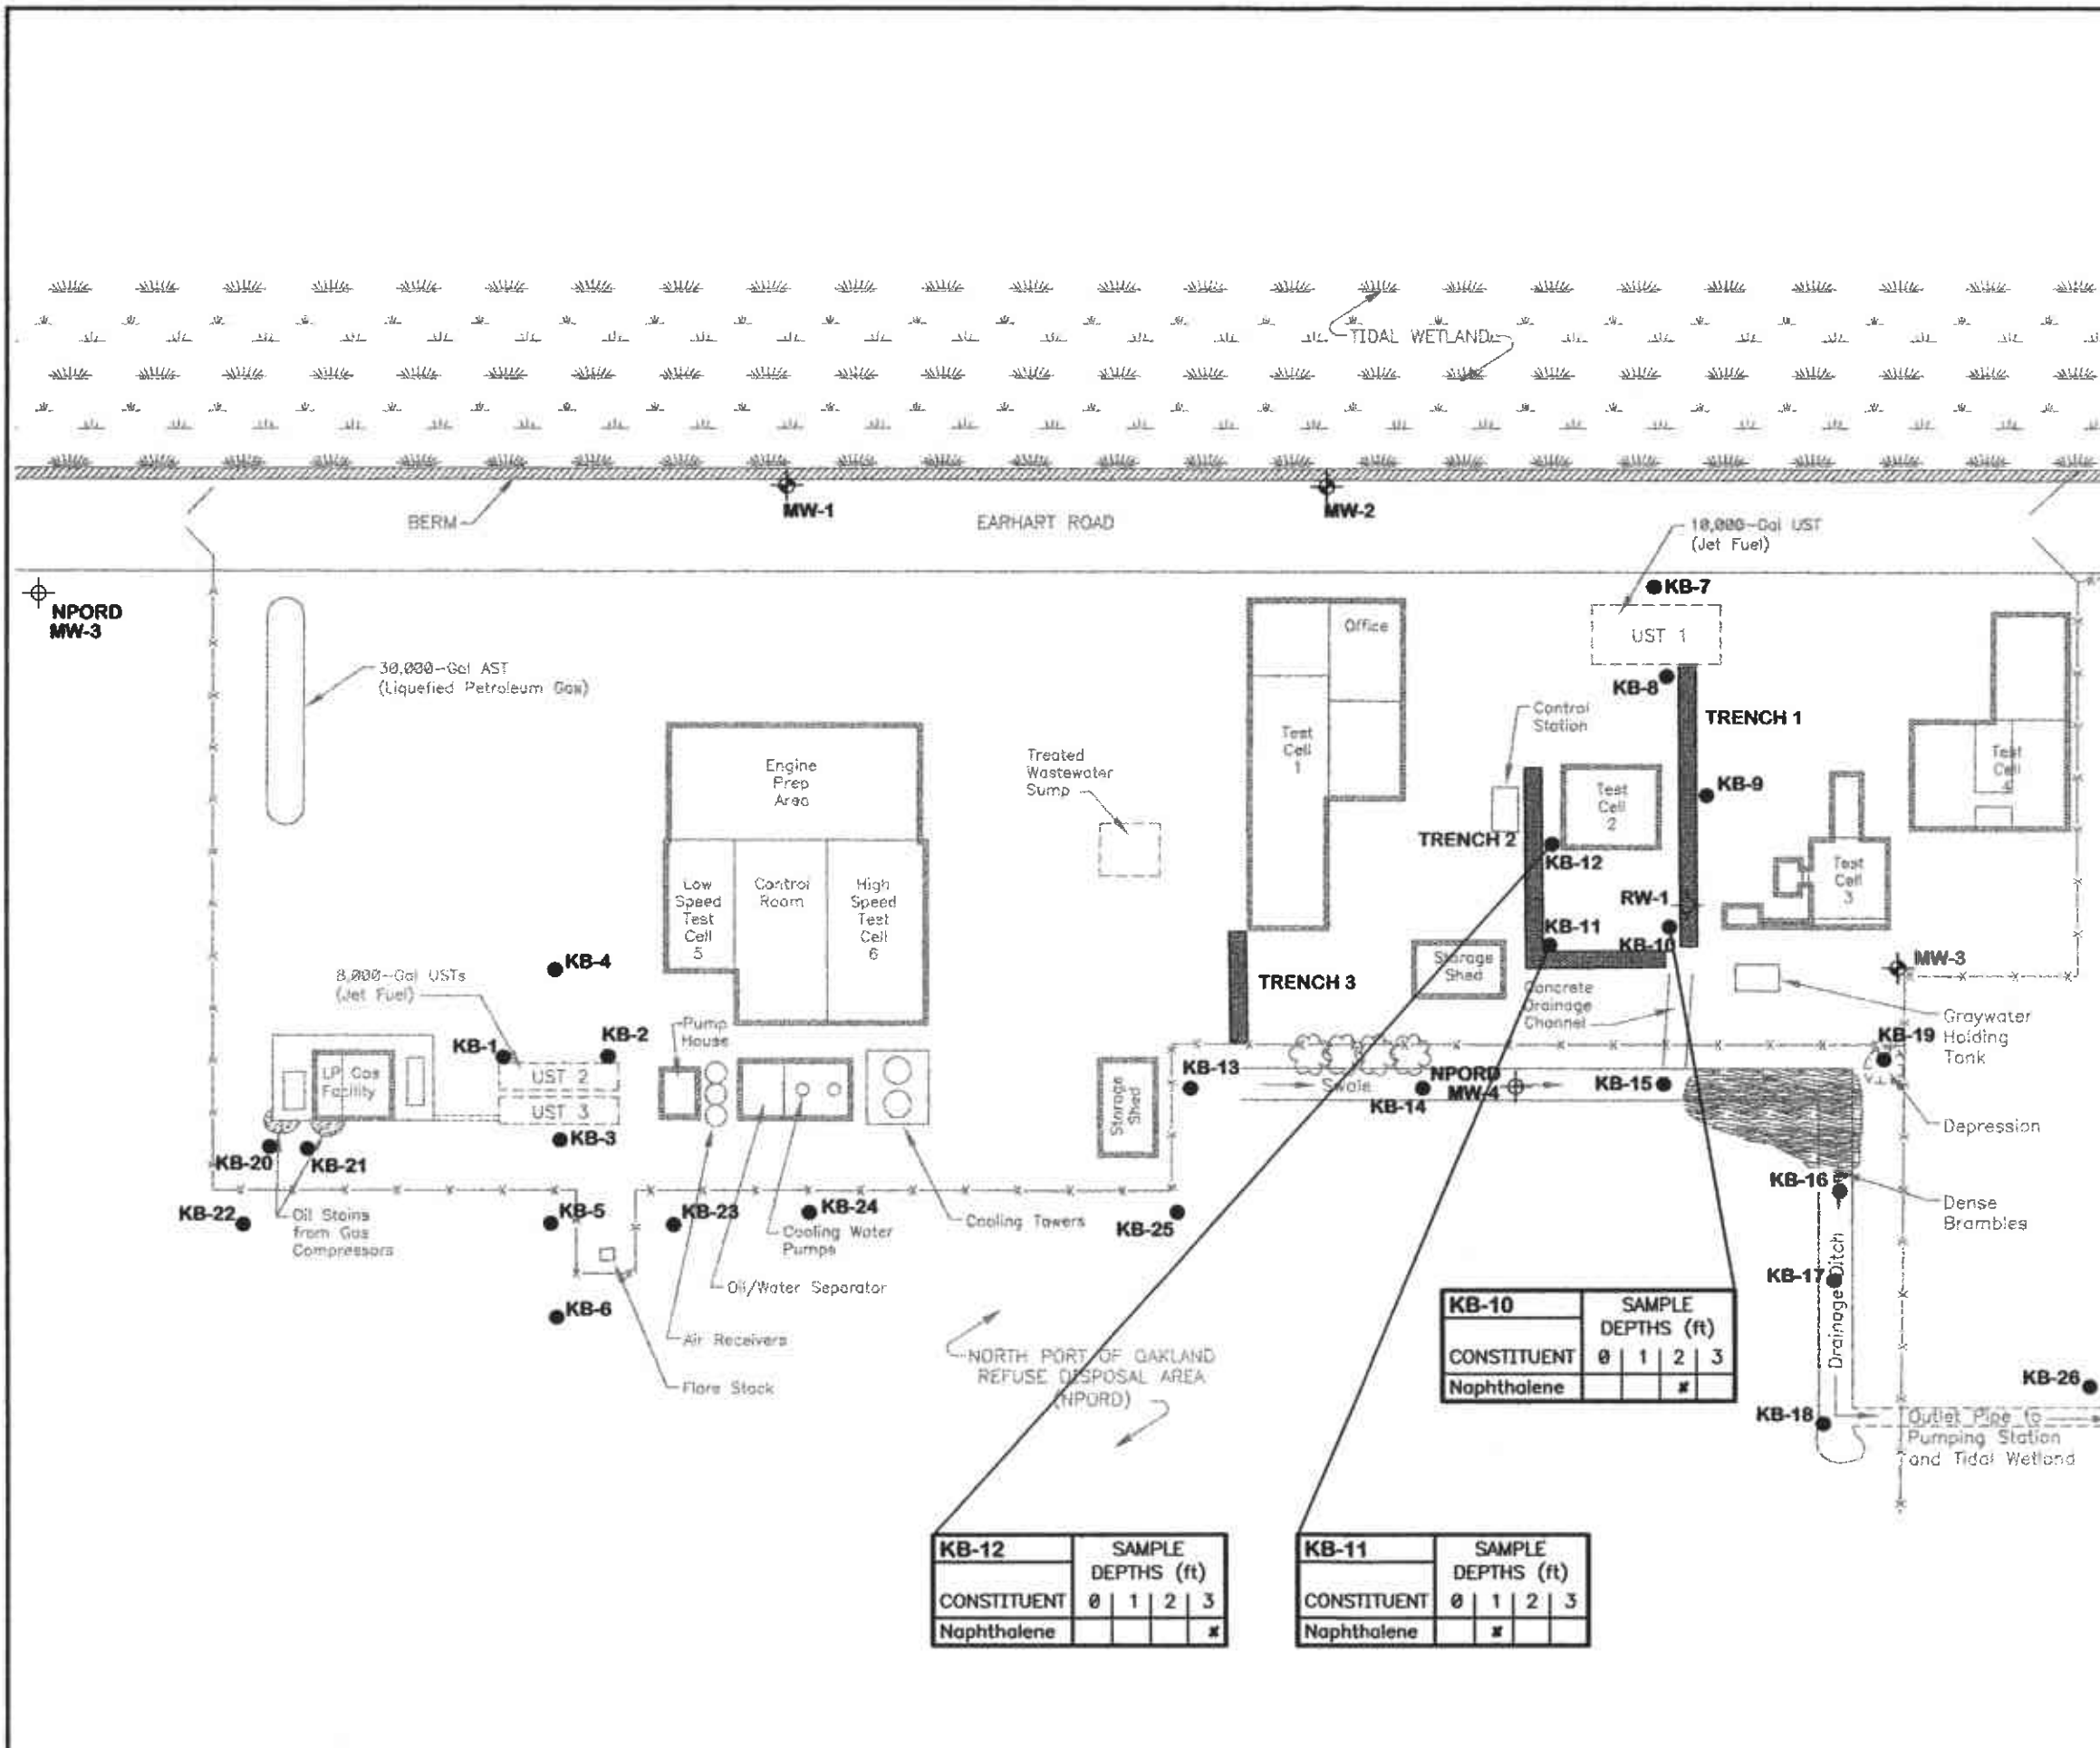 TIDAL WETLAND
BERM
MW-1
EARHART ROAD
MW-2
10,000-Gal UST
(Jet Fuel)
NPORD
MW-3
KB-7
UST 1
Office
30,000-Gal AST
(Liquefied Petroleum Gas)
KB-8
TRENCH 1
Control
Station
Test
Cell
1
Test
Cell
Engine
Prep
Area
Treated
Wastewater
Sump
Test
Cell
2
KB-9
TRENCH 2
KB-12
Test
Cell
3
Low
Speed
Test
Cell
5
Control
Room
High
Speed
Test
Cell
6
RW-1
KB-11
KB-10
KB-4
8,000-Gal USTs
(Jet Fuel)
TRENCH 3
Storage
Shed
MW-3
Concrete
Drainage
Channel
Graywater
Holding
Tank
Pump
House
KB-1
KB-2
LP Gas
Facility
UST 2
UST 3
KB-3
KB-13
Swale
KB-14
NPORD
MW-4
KB-15
KB-19
Storage
Shed
Depression
KB-20
KB-21
KB-16
KB-22
Oil Stains
from Gas
Compressors
KB-5
KB-23
KB-24
Cooling Water
Pumps
Cooling Towers
KB-25
Dense
Brambles
Oil/Water Separator
KB-17
Drainage Ditch
KB-6
Air Receivers
Flare Stack
NORTH PORT OF OAKLAND
REFUSE DISPOSAL AREA
(NPORD)
KB-10 SAMPLE
DEPTHS (ft)
CONSTITUENT 0 1 2 3
Naphthalene *
KB-26
KB-18
Outlet Pipe to
Pumping Station
and Tidal Wetland
KB-12 SAMPLE
DEPTHS (ft)
CONSTITUENT 0 1 2 3
Naphthalene *
KB-11 SAMPLE
DEPTHS (ft)
CONSTITUENT 0 1 2 3
Naphthalene *